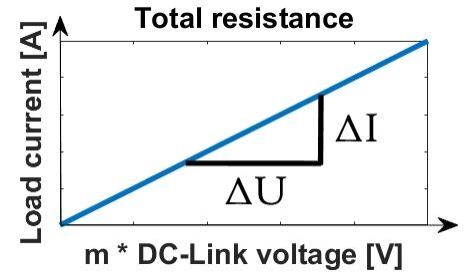 Total resistance
Load current [A]
ΔI
ΔU
m * DC-Link voltage [V]